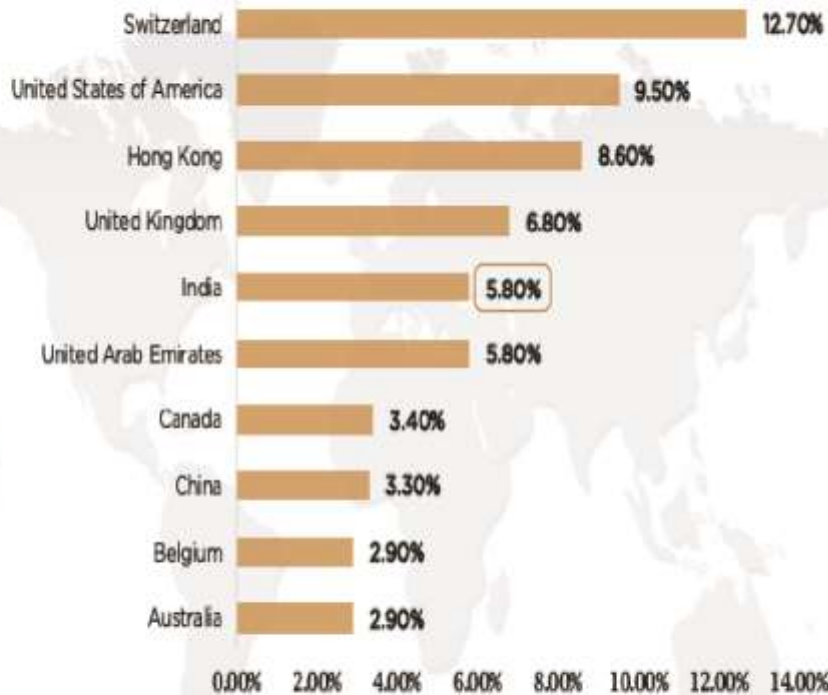 Switzerland 12.70%
United States of America 9.50%
Hong Kong 8.60%
United Kingdom 6.80%
India 5.80%
United Arab Emirates 5.80%
Canada 3.40%
China 3.30%
Belgium 2.90%
Australia 2.90%
0.00% 2.00% 4.00% 6.00% 8.00% 10.00% 12.00% 14.00%